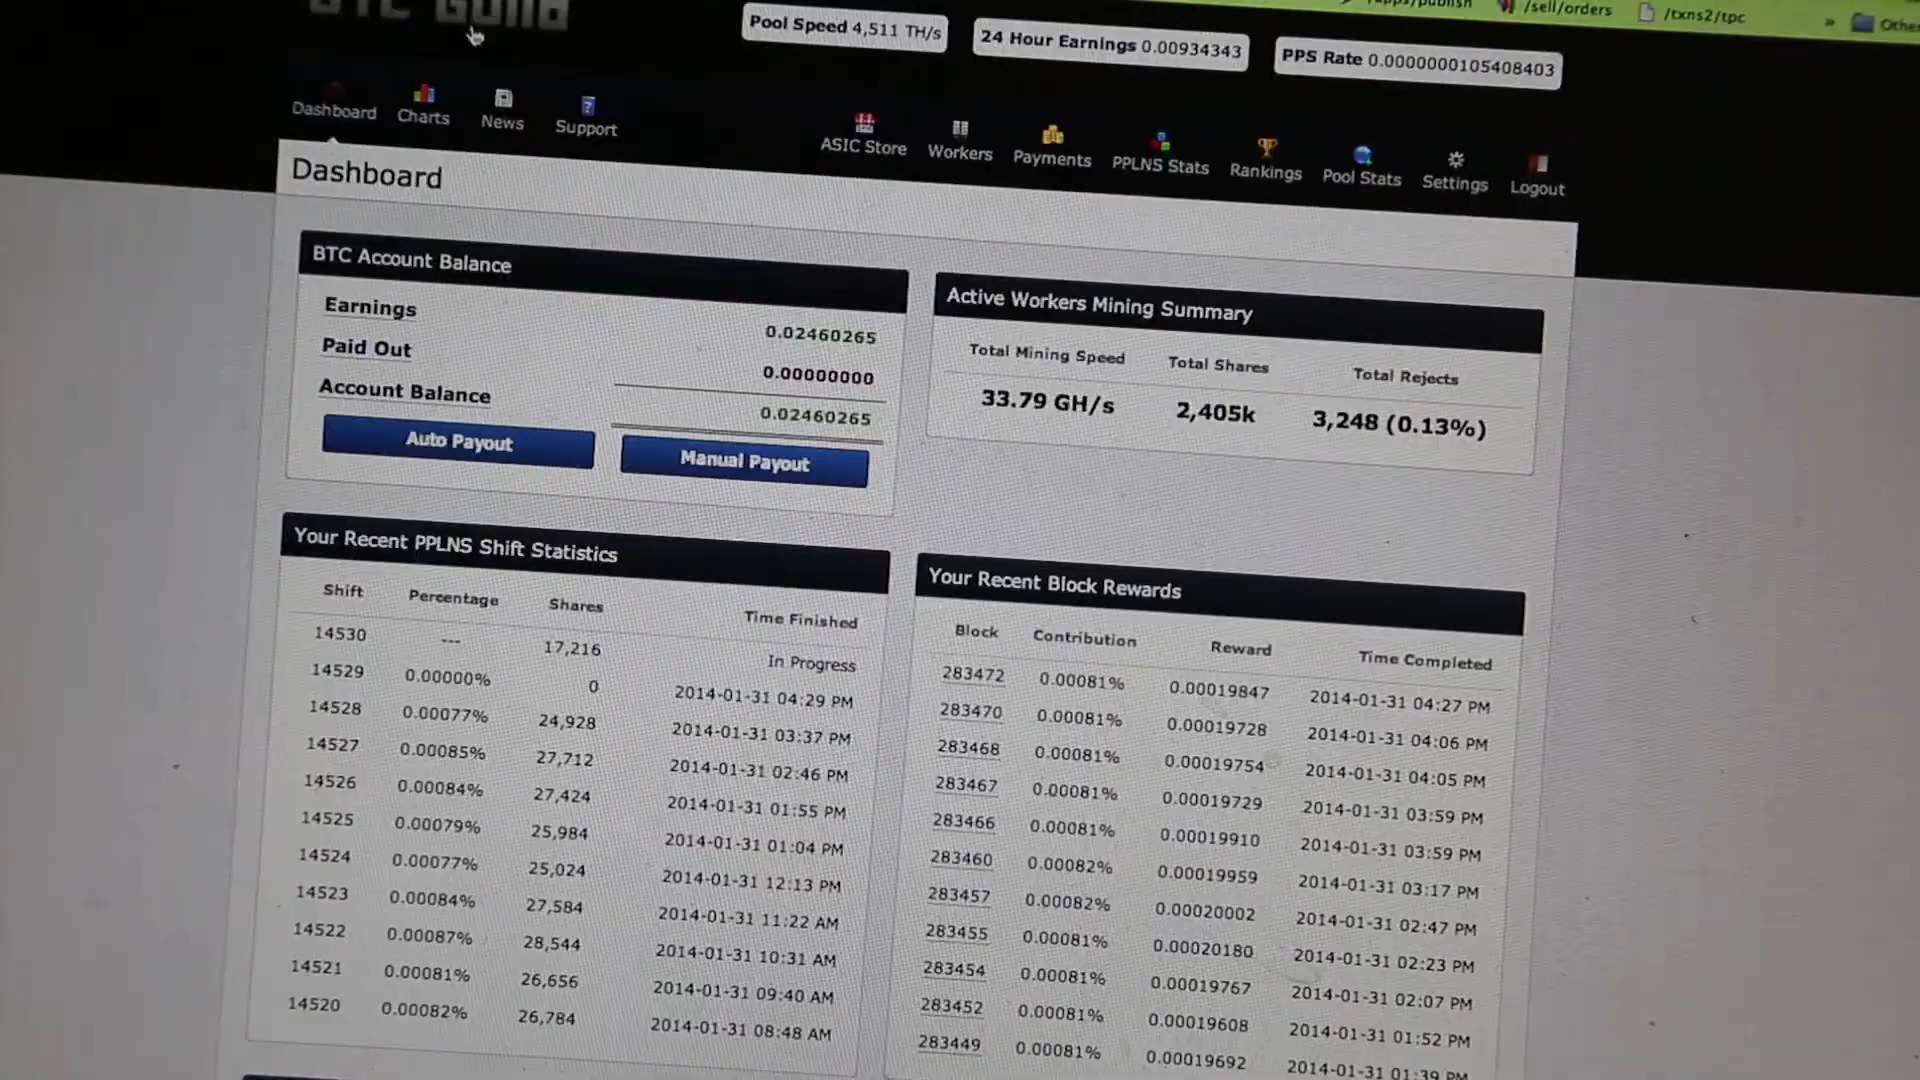 /apps/publish /sell/orders /txns2/tpc » Other
BTC Guild
Pool Speed 4,511 TH/s 24 Hour Earnings 0.00934343 PPS Rate 0.0000000105408403
Dashboard Charts News Support ASIC Store Workers Payments PPLNS Stats Rankings Pool Stats Settings Logout
Dashboard
BTC Account Balance
Earnings 0.02460265
Paid Out 0.00000000
Account Balance 0.02460265
Auto Payout Manual Payout
Active Workers Mining Summary
Total Mining Speed Total Shares Total Rejects
33.79 GH/s 2,405k 3,248 (0.13%)
Your Recent PPLNS Shift Statistics
Shift Percentage Shares Time Finished
14530 --- 17,216 In Progress
14529 0.00000% 0 2014-01-31 04:29 PM
14528 0.00077% 24,928 2014-01-31 03:37 PM
14527 0.00085% 27,712 2014-01-31 02:46 PM
14526 0.00084% 27,424 2014-01-31 01:55 PM
14525 0.00079% 25,984 2014-01-31 01:04 PM
14524 0.00077% 25,024 2014-01-31 12:13 PM
14523 0.00084% 27,584 2014-01-31 11:22 AM
14522 0.00087% 28,544 2014-01-31 10:31 AM
14521 0.00081% 26,656 2014-01-31 09:40 AM
14520 0.00082% 26,784 2014-01-31 08:48 AM
Your Recent Block Rewards
Block Contribution Reward Time Completed
283472 0.00081% 0.00019847 2014-01-31 04:27 PM
283470 0.00081% 0.00019728 2014-01-31 04:06 PM
283468 0.00081% 0.00019754 2014-01-31 04:05 PM
283467 0.00081% 0.00019729 2014-01-31 03:59 PM
283466 0.00081% 0.00019910 2014-01-31 03:59 PM
283460 0.00082% 0.00019959 2014-01-31 03:17 PM
283457 0.00082% 0.00020002 2014-01-31 02:47 PM
283455 0.00081% 0.00020180 2014-01-31 02:23 PM
283454 0.00081% 0.00019767 2014-01-31 02:07 PM
283452 0.00081% 0.00019608 2014-01-31 01:52 PM
283449 0.00081% 0.00019692 2014-01-31 01:39 PM